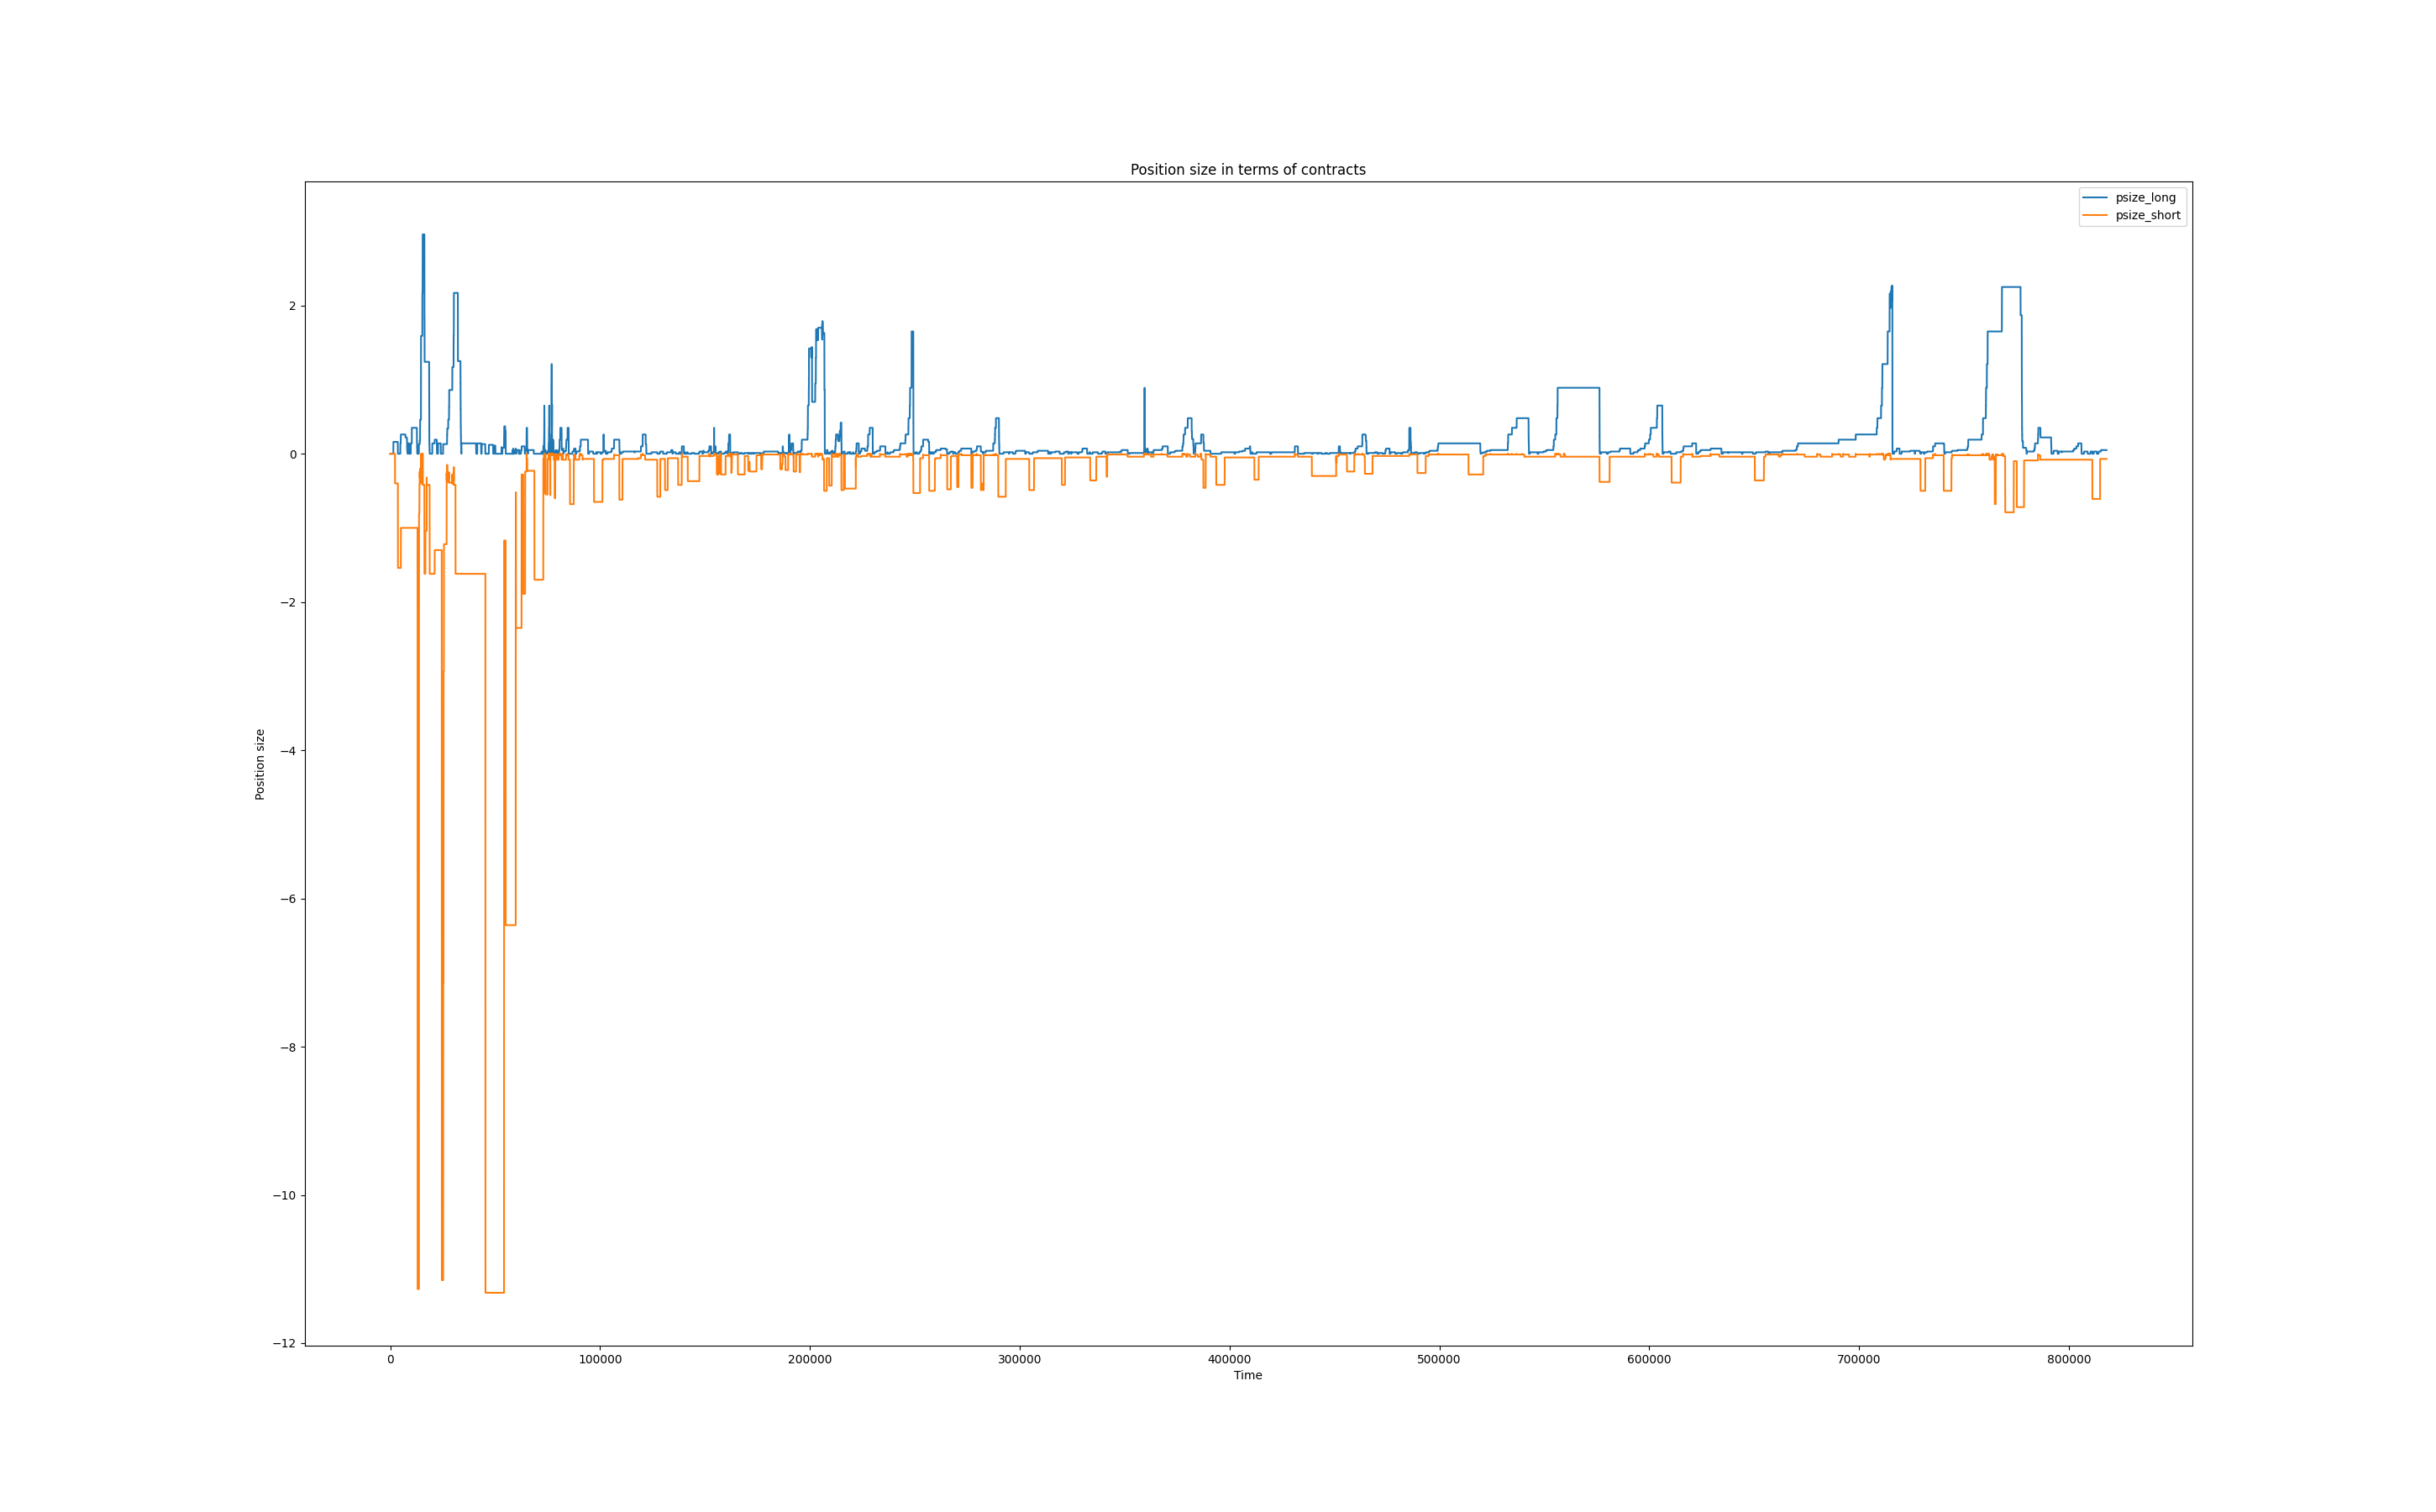 Position size in terms of contracts
psize_long
psize_short
2
0
−2
−4
−6
−8
−10
−12
Position size
0 100000 200000 300000 400000 500000 600000 700000 800000
Time